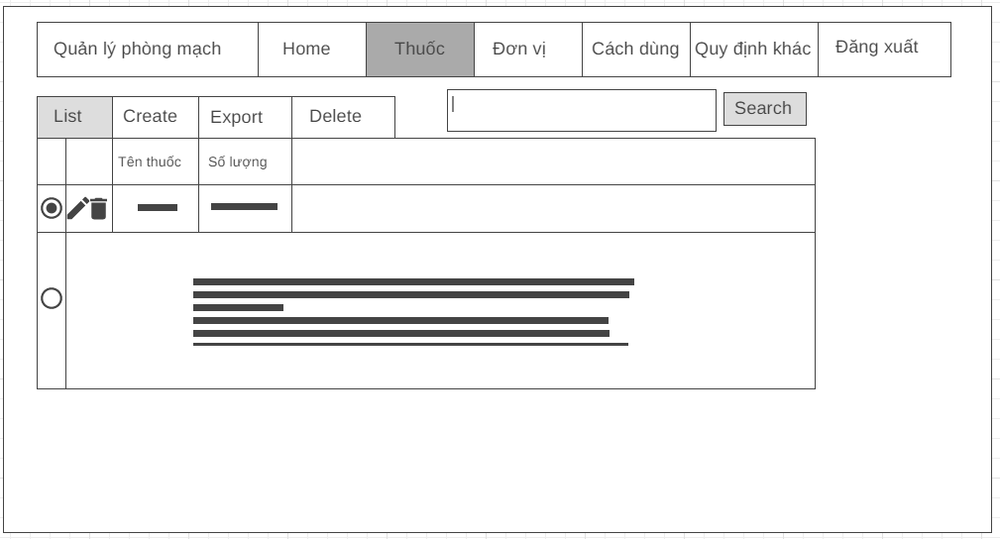 Quản lý phòng mạch Home Thuốc Đơn vị Cách dùng Quy định khác Đăng xuất
List Create Export Delete Search
Tên thuốc Số lượng